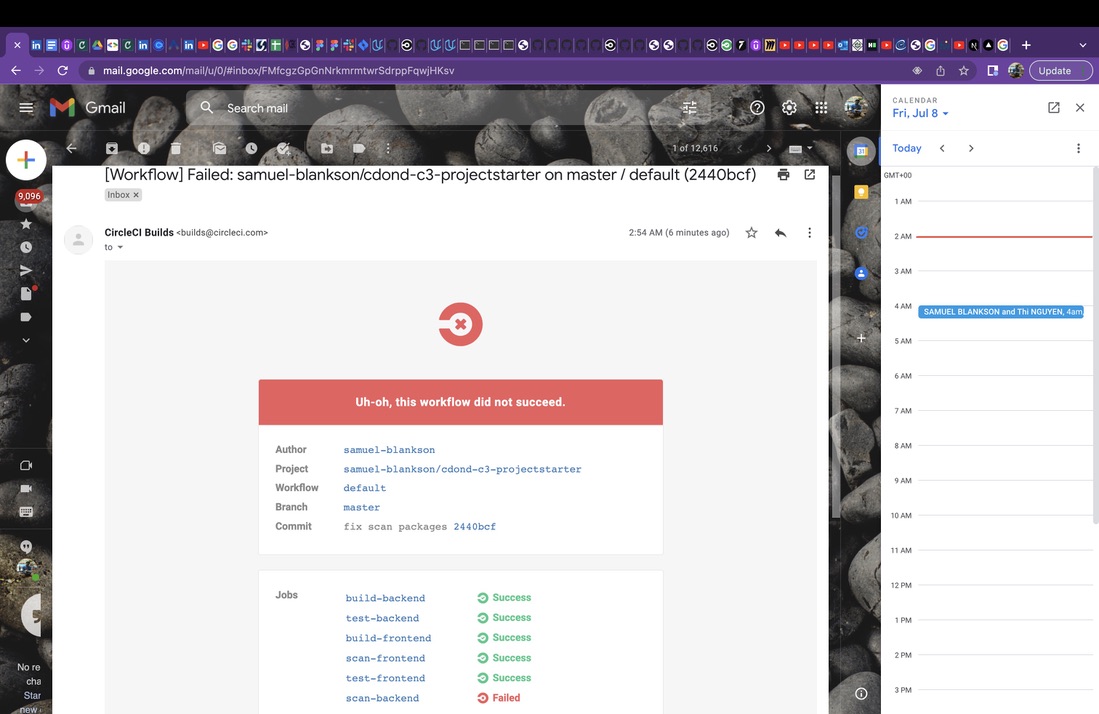 mail.google.com/mail/u/0/#inbox/FMfcgzGpGnNrkmrmtwrSdrppFqwjHKsv
Update
Gmail
Search mail
CALENDAR
Fri, Jul 8
1 of 12,616
Today
[Workflow] Failed: samuel-blankson/cdond-c3-projectstarter on master / default (2440bcf)
Inbox
9,096
CircleCI Builds <builds@circleci.com>
2:54 AM (6 minutes ago)
to
Uh-oh, this workflow did not succeed.
Author samuel-blankson
Project samuel-blankson/cdond-c3-projectstarter
Workflow default
Branch master
Commit fix scan packages 2440bcf
Jobs
build-backend Success
test-backend Success
build-frontend Success
scan-frontend Success
test-frontend Success
scan-backend Failed
No re
cha
Star
new
31
GMT+00
1 AM
2 AM
3 AM
4 AM
SAMUEL BLANKSON and Thi NGUYEN, 4am,
5 AM
6 AM
7 AM
8 AM
9 AM
10 AM
11 AM
12 PM
1 PM
2 PM
3 PM